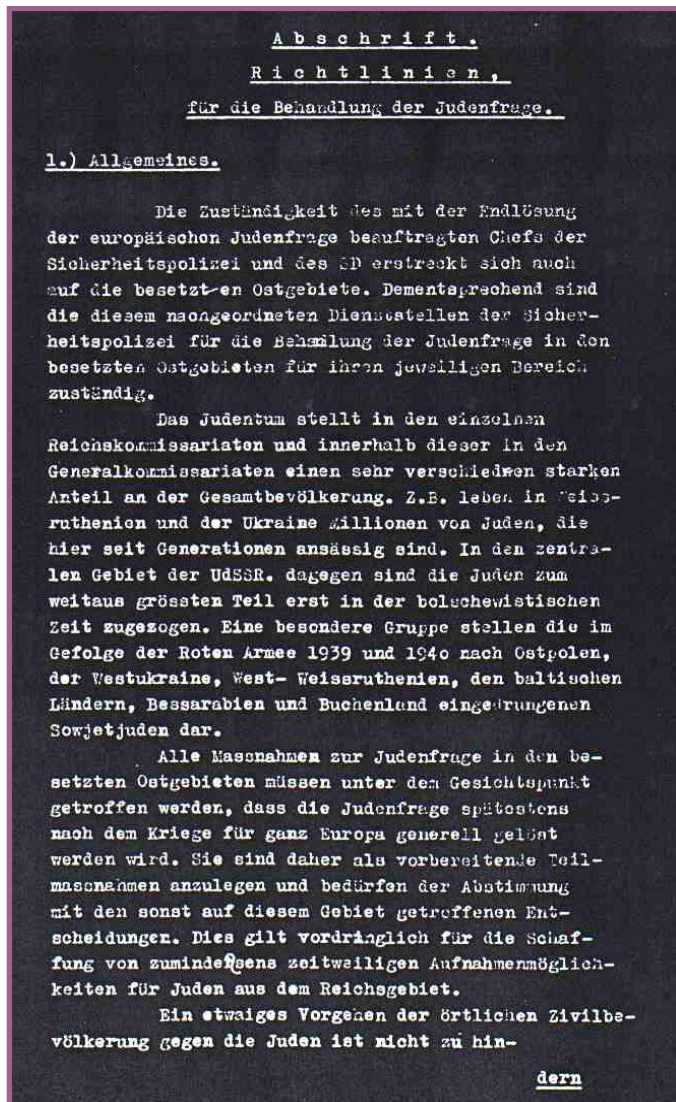 A b s c h r i f t .
R i c h t l i n i e n ,
für die Behandlung der Judenfrage.
1.) Allgemeines.
Die Zuständigkeit des mit der Endlösung
der europäischen Judenfrage beauftragten Chefs der
Sicherheitspolizei und des SD erstreckt sich auch
auf die besetzten Ostgebiete. Dementsprechend sind
die diesem nachgeordneten Dienststellen der Sicher-
heitspolizei für die Behandlung der Judenfrage in den
besetzten Ostgebieten für ihren jeweiligen Bereich
zuständig.
Das Judentum stellt in den einzelnen
Reichskommissariaten und innerhalb dieser in den
Generalkommissariaten einen sehr verschiednen starken
Anteil an der Gesamtbevölkerung. Z.B. leben in Weiss-
ruthenien und der Ukraine Millionen von Juden, die
hier seit Generationen ansässig sind. In den zentra-
len Gebiet der UdSSR. dagegen sind die Juden zum
weitaus grössten Teil erst in der bolschewistischen
Zeit zugezogen. Eine besondere Gruppe stellen die im
Gefolge der Roten Armee 1939 und 194o nach Ostpolen,
der Westukraine, West- Weissruthenien, den baltischen
Ländern, Bessarabien und Buchenland eingedrungenen
Sowjetjuden dar.
Alle Massnahmen zur Judenfrage in den be-
setzten Ostgebieten müssen unter dem Gesichtspunkt
getroffen werden, dass die Judenfrage spätestens
nach dem Kriege für ganz Europa generell gelöst
werden wird. Sie sind daher als vorbereitende Teil-
massnahmen anzulegen und bedürfen der Abstimmung
mit den sonst auf diesem Gebiet getroffenen Ent-
scheidungen. Dies gilt vordringlich für die Schaf-
fung von zumindestens zeitweiligen Aufnahmemöglich-
keiten für Juden aus dem Reichsgebiet.
Ein etwaiges Vorgehen der örtlichen Zivilbe-
völkerung gegen die Juden ist nicht zu hin-
dern